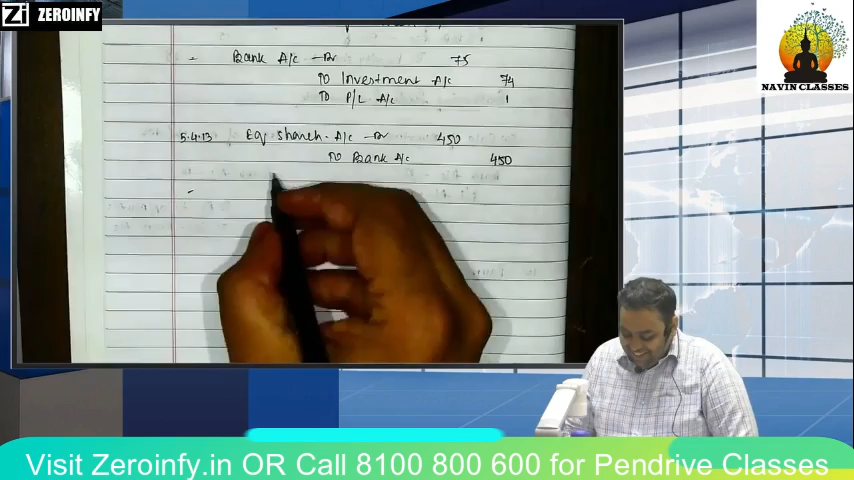 Zi ZEROINFY
NAVIN CLASSES
- Bank A/c - Dr 75
To Investment A/c 74
To P/L A/c 1
5.4.13 Eq. Shareh. A/c - Dr 450
To Bank A/c 450
-
Visit Zeroinfy.in OR Call 8100 800 600 for Pendrive Classes